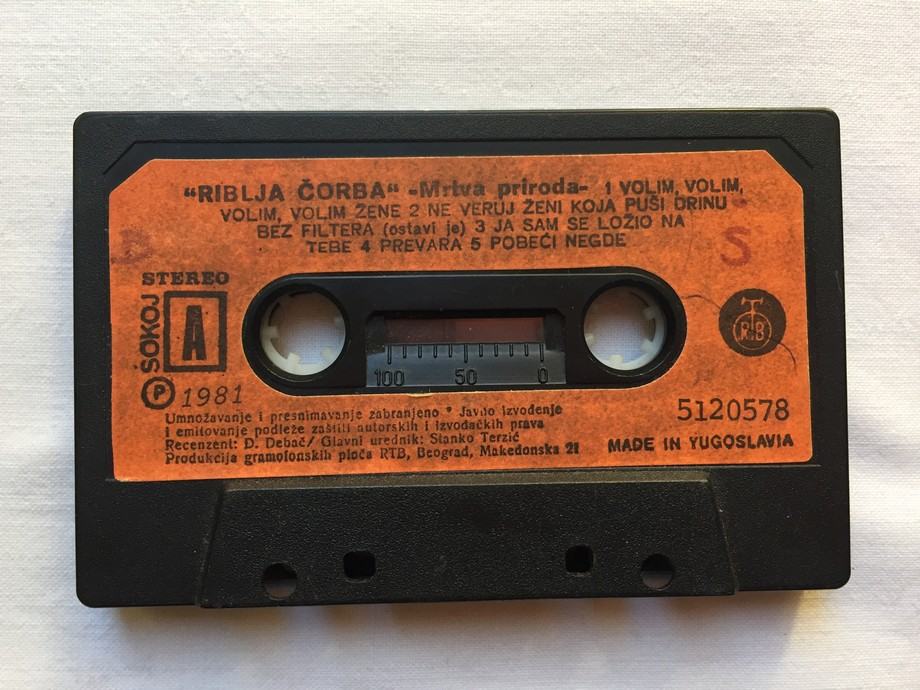 "RIBLJA ČORBA" -Mrtva priroda- 1 VOLIM, VOLIM,
VOLIM, VOLIM ŽENE 2 NE VERUJ ŽENI KOJA PUŠI DRINU
BEZ FILTERA (ostavi je) 3 JA SAM SE LOŽIO NA
TEBE 4 PREVARA 5 POBEĆI NEGDE
S
STEREO
SOKOJ
A
RTB
100 50 0
P 1981
5120578
Umnožavanje i presnimavanje zabranjeno * Javno izvođenje
i emitovanje podleže zaštiti autorskih i izvođačkih prava
Recenzent: D. Debač/ Glavni urednik: Stanko Terzić
Produkcija gramofonskih ploča RTB, Beograd, Makedonska 21
MADE IN YUGOSLAVIA